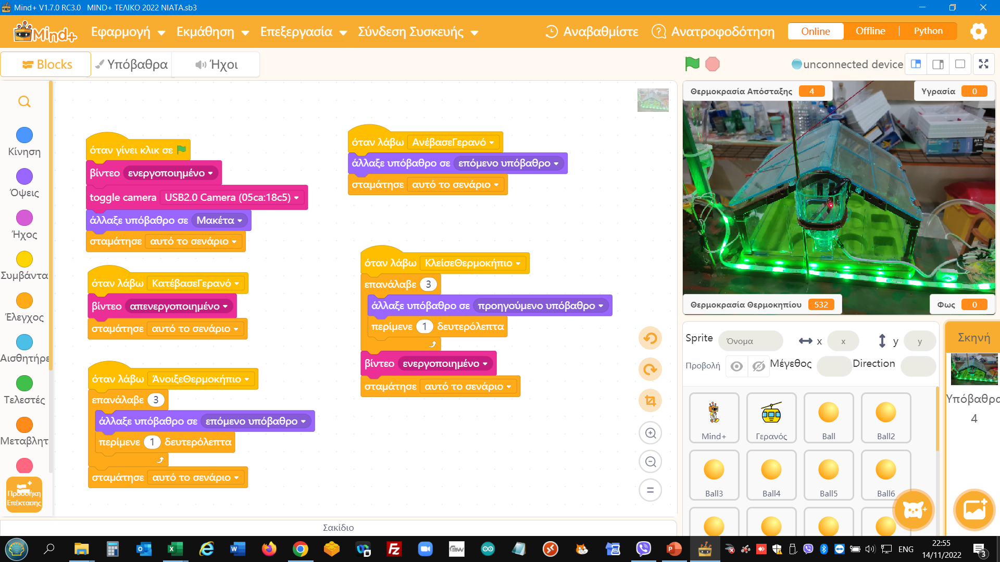 Mind+ V1.7.0 RC3.0 MIND+ ΤΕΛΙΚΟ 2022 ΝΙΑΤΑ.sb3
Mind+ Εφαρμογή Εκμάθηση Επεξεργασία Σύνδεση Συσκευής Αναβαθμίστε Ανατροφοδότηση Online Offline Python
Blocks Υπόβαθρα Ήχοι unconnected device
Κίνηση
Όψεις
Ήχος
Συμβάντα
Έλεγχος
Αισθητήρε
Τελεστές
Μεταβλητ
Προσθήκη
Επέκτασης
όταν γίνει κλικ σε
βίντεο ενεργοποιημένο
toggle camera USB2.0 Camera (05ca:18c5)
άλλαξε υπόβαθρο σε Μακέτα
σταμάτησε αυτό το σενάριο
όταν λάβω ΚατέβασεΓερανό
βίντεο απενεργοποιημένο
σταμάτησε αυτό το σενάριο
όταν λάβω ΆνοιξεΘερμοκήπιο
επανάλαβε 3
άλλαξε υπόβαθρο σε επόμενο υπόβαθρο
περίμενε 1 δευτερόλεπτα
σταμάτησε αυτό το σενάριο
όταν λάβω ΑνέβασεΓερανό
άλλαξε υπόβαθρο σε επόμενο υπόβαθρο
σταμάτησε αυτό το σενάριο
όταν λάβω ΚλείσεΘερμοκήπιο
επανάλαβε 3
άλλαξε υπόβαθρο σε προηγούμενο υπόβαθρο
περίμενε 1 δευτερόλεπτα
βίντεο ενεργοποιημένο
σταμάτησε αυτό το σενάριο
Σακίδιο
Θερμοκρασία Απόσταξης 4 Υγρασία 0
Θερμοκρασία Θερμοκηπίου 532 Φως 0
Sprite Όνομα x x y y
Προβολή Μέγεθος Direction
Mind+ Γερανός Ball Ball2
Ball3 Ball4 Ball5 Ball6
Σκηνή
Υπόβαθρα
4
ENG
22:55
14/11/2022
3